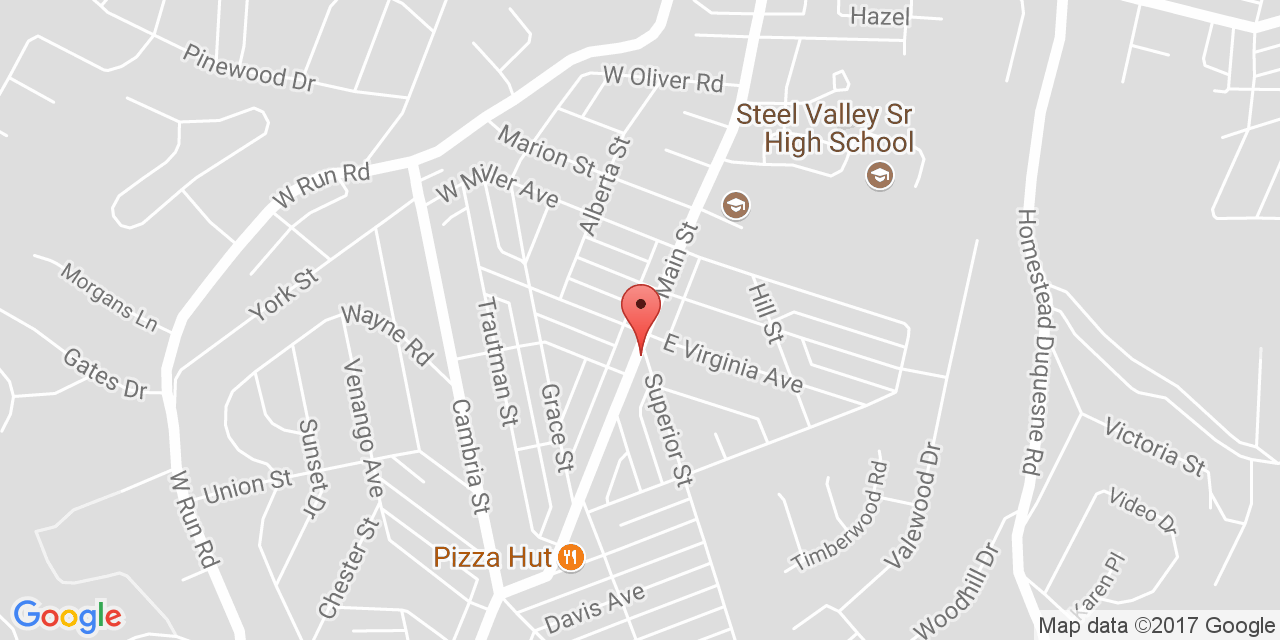 Hazel
Pinewood Dr
W Oliver Rd
Steel Valley Sr
High School
Marion St
Alberta St
W Run Rd
W Miller Ave
Main St
Homestead Duquesne Rd
Morgans Ln
York St
Hill St
Wayne Rd
Trautman St
E Virginia Ave
Gates Dr
Venango Ave
Grace St
Superior St
Cambria St
Sunset Dr
Victoria St
Union St
W Run Rd
Timberwood Rd
Valewood Dr
Video Dr
Chester St
Pizza Hut
Woodhill Dr
Karen Pl
Davis Ave
Google
Map data ©2017 Google